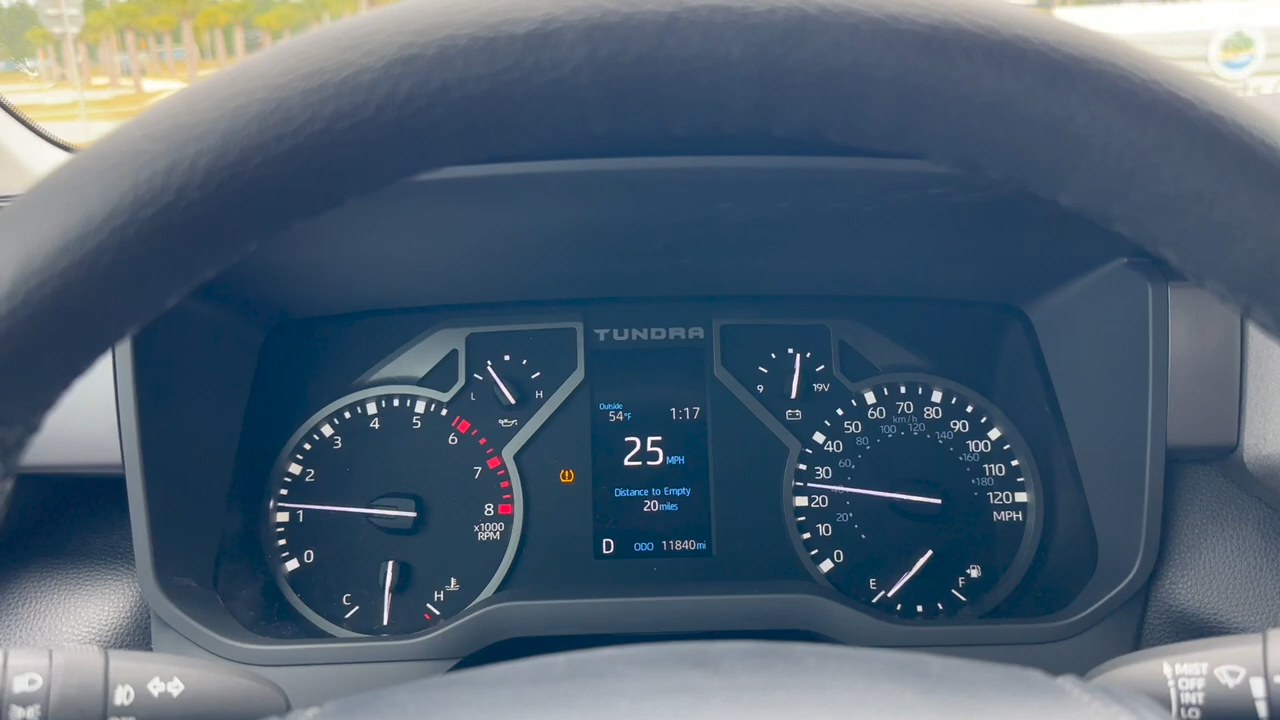 TUNDRA
L
H
9
19V
Outside
54°F
1:17
25 MPH
Distance to Empty
20 miles
D
ODO 11840 mi
0
1
2
3
4
5
6
7
8
x1000
RPM
C
H
0
10
20
30
40
50
60
70
80
90
100
110
120
MPH
km/h
20
60
80
100
120
140
160
180
E
F
MIST
OFF
INT
LO